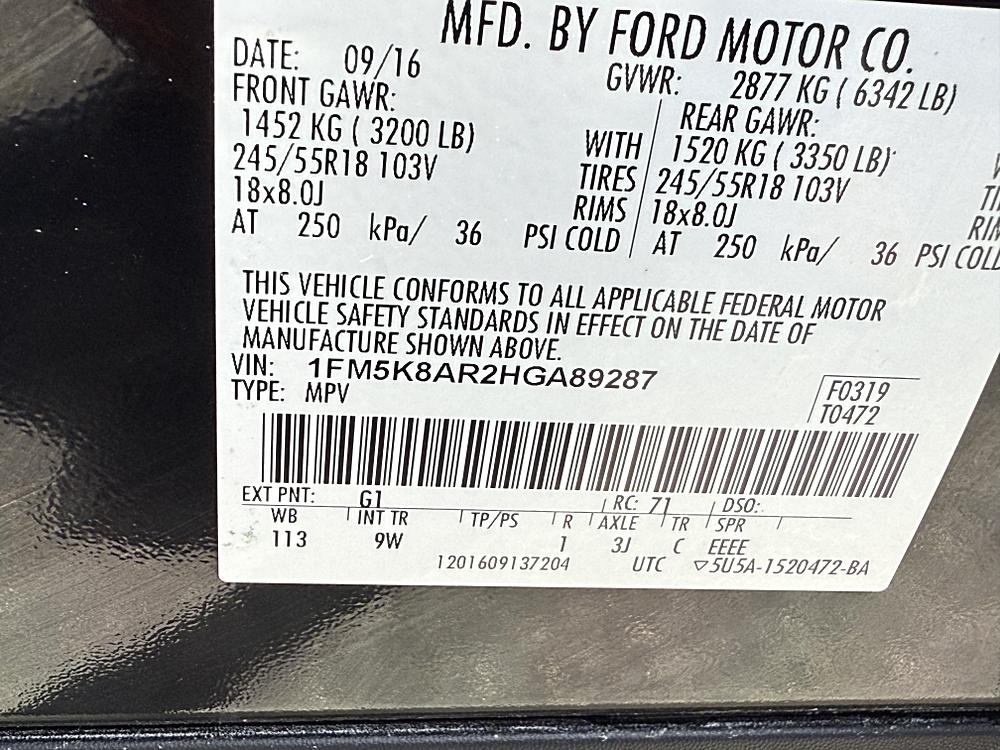 MFD. BY FORD MOTOR CO.
DATE: 09/16 GVWR: 2877 KG ( 6342 LB)
FRONT GAWR: REAR GAWR:
1452 KG ( 3200 LB) WITH 1520 KG ( 3350 LB)
245/55R18 103V TIRES 245/55R18 103V
18x8.0J RIMS 18x8.0J
AT 250 kPa/ 36 PSI COLD AT 250 kPa/ 36 PSI COLD
THIS VEHICLE CONFORMS TO ALL APPLICABLE FEDERAL MOTOR
VEHICLE SAFETY STANDARDS IN EFFECT ON THE DATE OF
MANUFACTURE SHOWN ABOVE.
VIN: 1FM5K8AR2HGA89287
TYPE: MPV
F0319
T0472
EXT PNT: G1 RC: 71 DSO:
WB INT TR TP/PS R AXLE TR SPR
113 9W 1 3J C EEEE
1201609137204 UTC ▽5U5A-1520472-BA